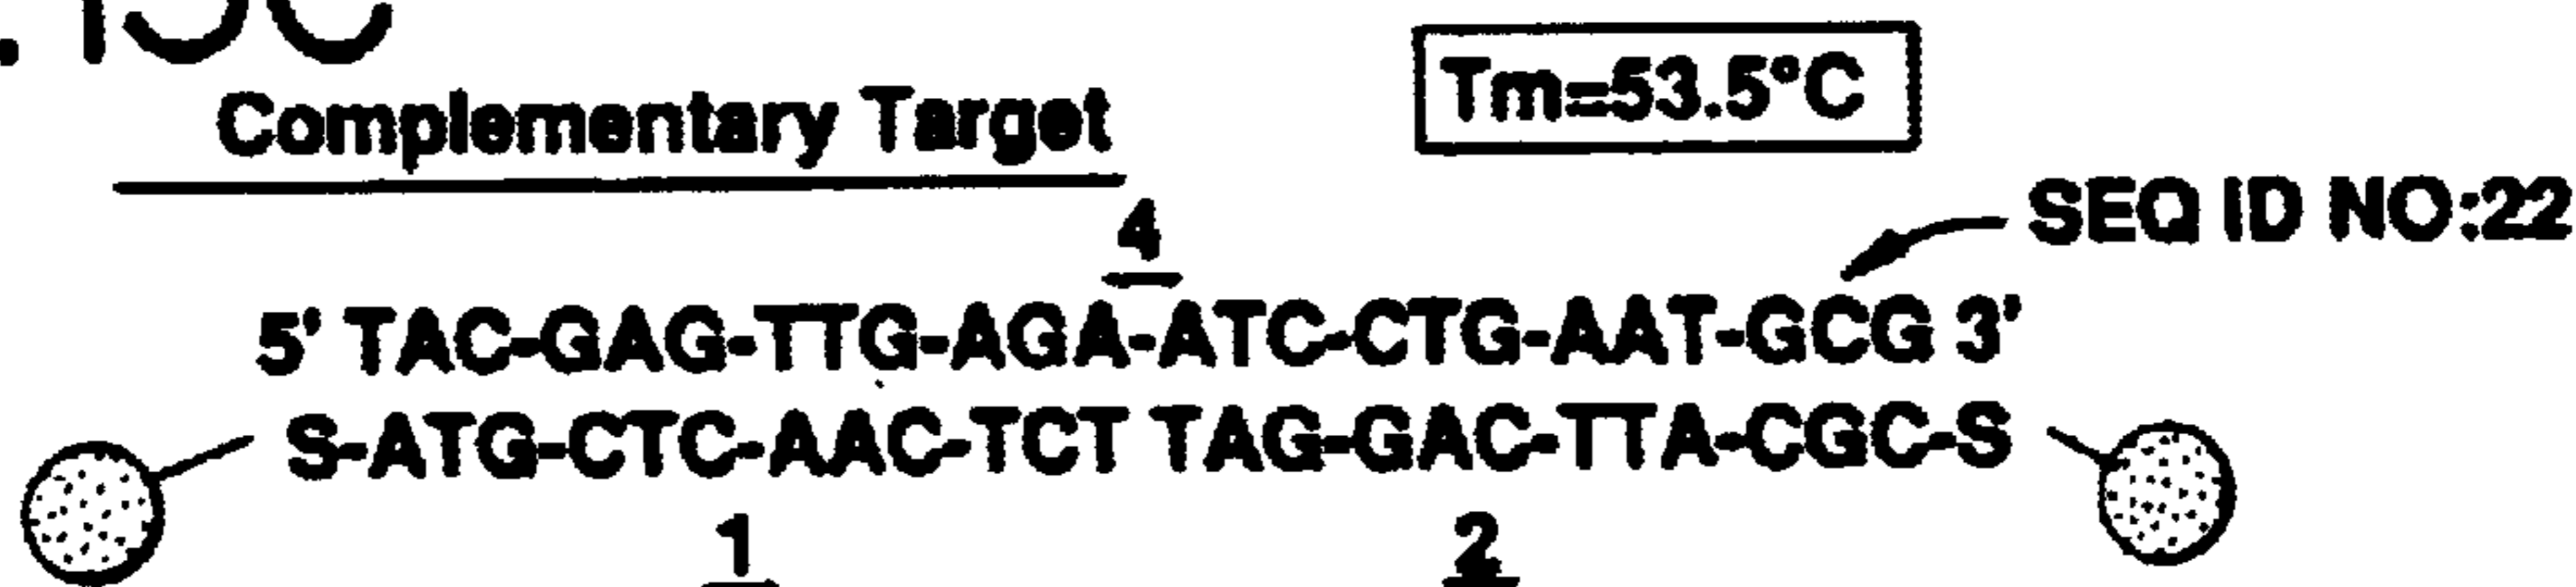 Complementary Target
Tm=53.5°C
4
SEQ ID NO:22
5' TAC-GAG-TTG-AGA-ATC-CTG-AAT-GCG 3'
S-ATG-CTC-AAC-TCT TAG-GAC-TTA-CGC-S
1 2